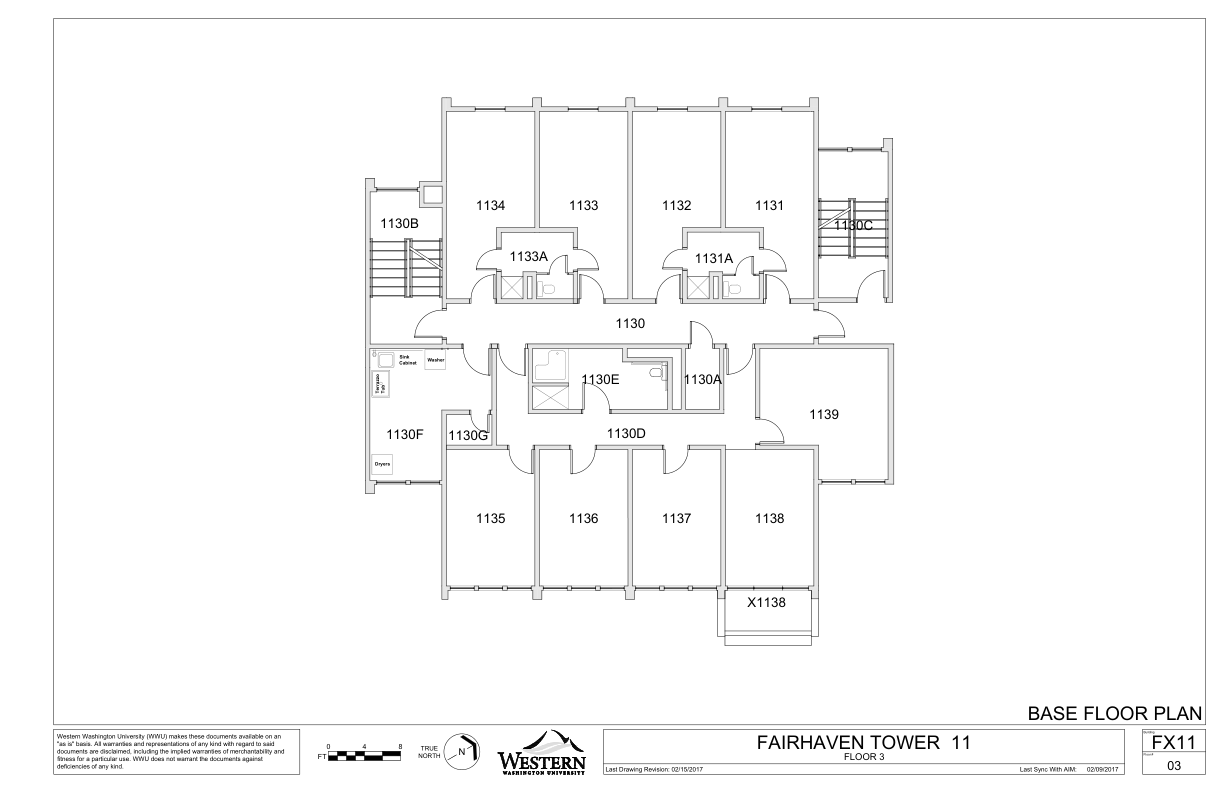 1134
1133
1132
1131
1130B
1130C
1133A
1131A
1130
Sink
Cabinet
Washer
Terrazzo
Tub
1130E
1130A
1139
1130F
1130G
1130D
Dryers
1135
1136
1137
1138
X1138
BASE FLOOR PLAN
Western Washington University (WWU) makes these documents available on an
"as is" basis. All warranties and representations of any kind with regard to said
documents are disclaimed, including the implied warranties of merchantability and
fitness for a particular use. WWU does not warrant the documents against
deficiencies of any kind.
0 4 8
FT
TRUE
NORTH
N
WESTERN
WASHINGTON UNIVERSITY
FAIRHAVEN TOWER 11
FLOOR 3
Last Drawing Revision: 02/15/2017
Last Sync With AIM: 02/09/2017
FX11
03